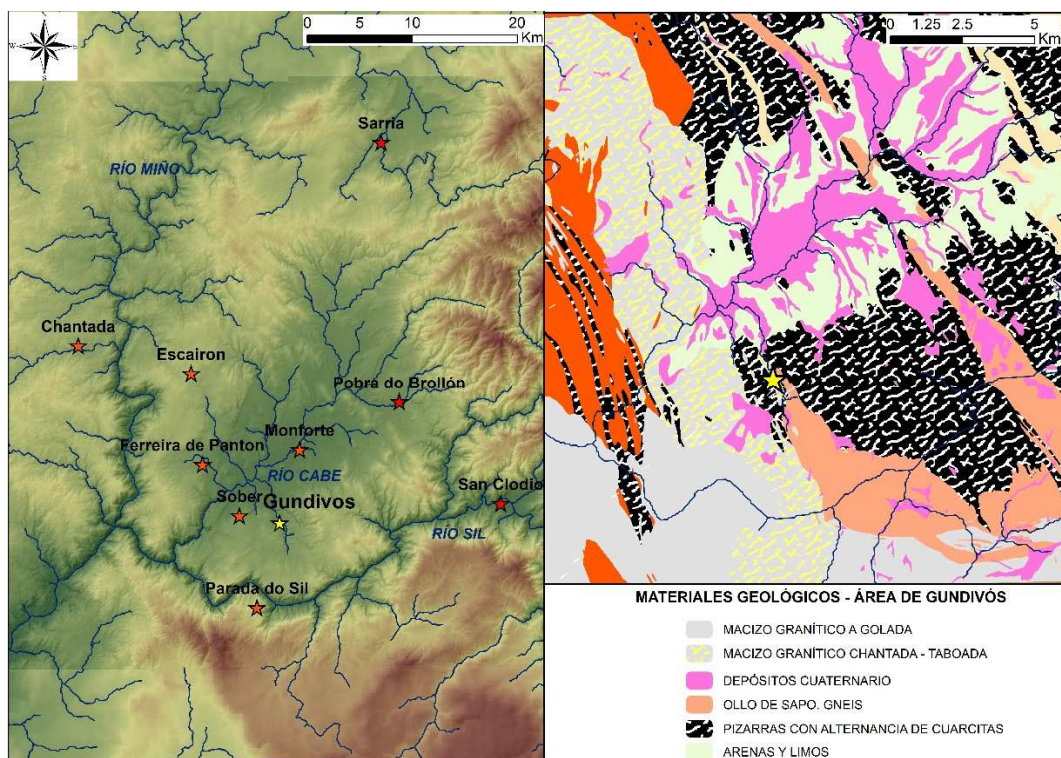 N
W
E
S
0 5 10 20
Km
Sarria
RÍO MIÑO
Chantada
Escairon
Pobra do Brollón
Monforte
Ferreira de Panton
RÍO CABE
Sober
Gundivos
San Clodio
RÍO SIL
Parada do Sil
0 1.25 2.5 5
Km
MATERIALES GEOLÓGICOS - ÁREA DE GUNDIVÓS
MACIZO GRANÍTICO A GOLADA
MACIZO GRANÍTICO CHANTADA - TABOADA
DEPÓSITOS CUATERNARIO
OLLO DE SAPO. GNEIS
PIZARRAS CON ALTERNANCIA DE CUARCITAS
ARENAS Y LIMOS